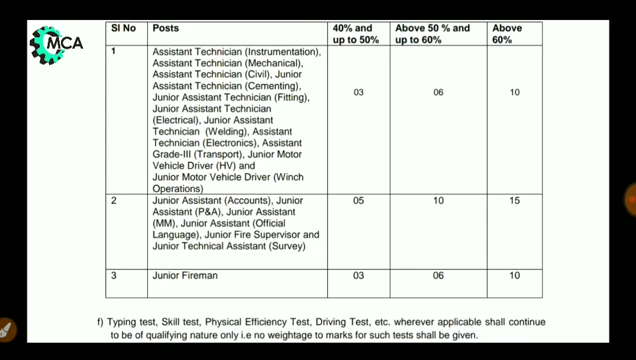 MCA
Sl No Posts 40% and Above 50 % and Above
up to 50% up to 60% 60%
1 Assistant Technician (Instrumentation),
Assistant Technician (Mechanical),
Assistant Technician (Civil), Junior
Assistant Technician (Cementing)
Junior Assistant Technician (Fitting), 03 06 10
Junior Assistant Technician
(Electrical), Junior Assistant
Technician (Welding), Assistant
Technician (Electronics), Assistant
Grade-III (Transport), Junior Motor
Vehicle Driver (HV) and
Junior Motor Vehicle Driver (Winch
Operations)
2 Junior Assistant (Accounts), Junior 05 10 15
Assistant (P&A), Junior Assistant
(MM), Junior Assistant (Official
Language), Junior Fire Supervisor and
Junior Technical Assistant (Survey)
3 Junior Fireman 03 06 10
f) Typing test, Skill test, Physical Efficiency Test, Driving Test, etc. wherever applicable shall continue
to be of qualifying nature only i.e no weightage to marks for such tests shall be given.